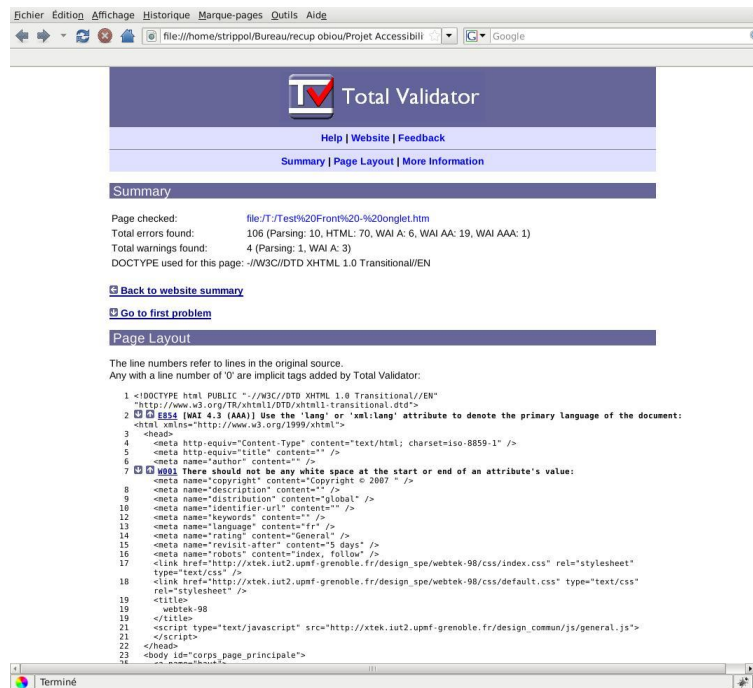 Fichier Édition Affichage Historique Marque-pages Outils Aide
file:///home/strippol/Bureau/recup obiou/Projet Accessibili
G Google
TV Total Validator
Help | Website | Feedback
Summary | Page Layout | More Information
Summary
Page checked: file:/T:/Test%20Front%20-%20onglet.htm
Total errors found: 106 (Parsing: 10, HTML: 70, WAI A: 6, WAI AA: 19, WAI AAA: 1)
Total warnings found: 4 (Parsing: 1, WAI A: 3)
DOCTYPE used for this page: -//W3C//DTD XHTML 1.0 Transitional//EN
Back to website summary
Go to first problem
Page Layout
The line numbers refer to lines in the original source.
Any with a line number of '0' are implicit tags added by Total Validator:
1 <!DOCTYPE html PUBLIC "-//W3C//DTD XHTML 1.0 Transitional//EN"
"http://www.w3.org/TR/xhtml1/DTD/xhtml1-transitional.dtd">
2 E854 [WAI 4.3 (AAA)] Use the 'lang' or 'xml:lang' attribute to denote the primary language of the document:
<html xmlns="http://www.w3.org/1999/xhtml">
3 <head>
4 <meta http-equiv="Content-Type" content="text/html; charset=iso-8859-1" />
5 <meta http-equiv="title" content="" />
6 <meta name="author" content="" />
7 W001 There should not be any white space at the start or end of an attribute's value:
<meta name="copyright" content="Copyright © 2007 " />
8 <meta name="description" content="" />
9 <meta name="distribution" content="global" />
10 <meta name="identifier-url" content="" />
12 <meta name="keywords" content="" />
13 <meta name="language" content="fr" />
14 <meta name="rating" content="General" />
15 <meta name="revisit-after" content="5 days" />
16 <meta name="robots" content="index, follow" />
17 <link href="http://xtek.iut2.upmf-grenoble.fr/design_spe/webtek-98/css/index.css" rel="stylesheet"
type="text/css" />
18 <link href="http://xtek.iut2.upmf-grenoble.fr/design_spe/webtek-98/css/default.css" type="text/css"
rel="stylesheet" />
19 <title>
19 webtek-98
19 </title>
21 <script type="text/javascript" src="http://xtek.iut2.upmf-grenoble.fr/design_commun/js/general.js">
21 </script>
22 </head>
23 <body id="corps_page_principale">
25 <a name="haut">
Terminé